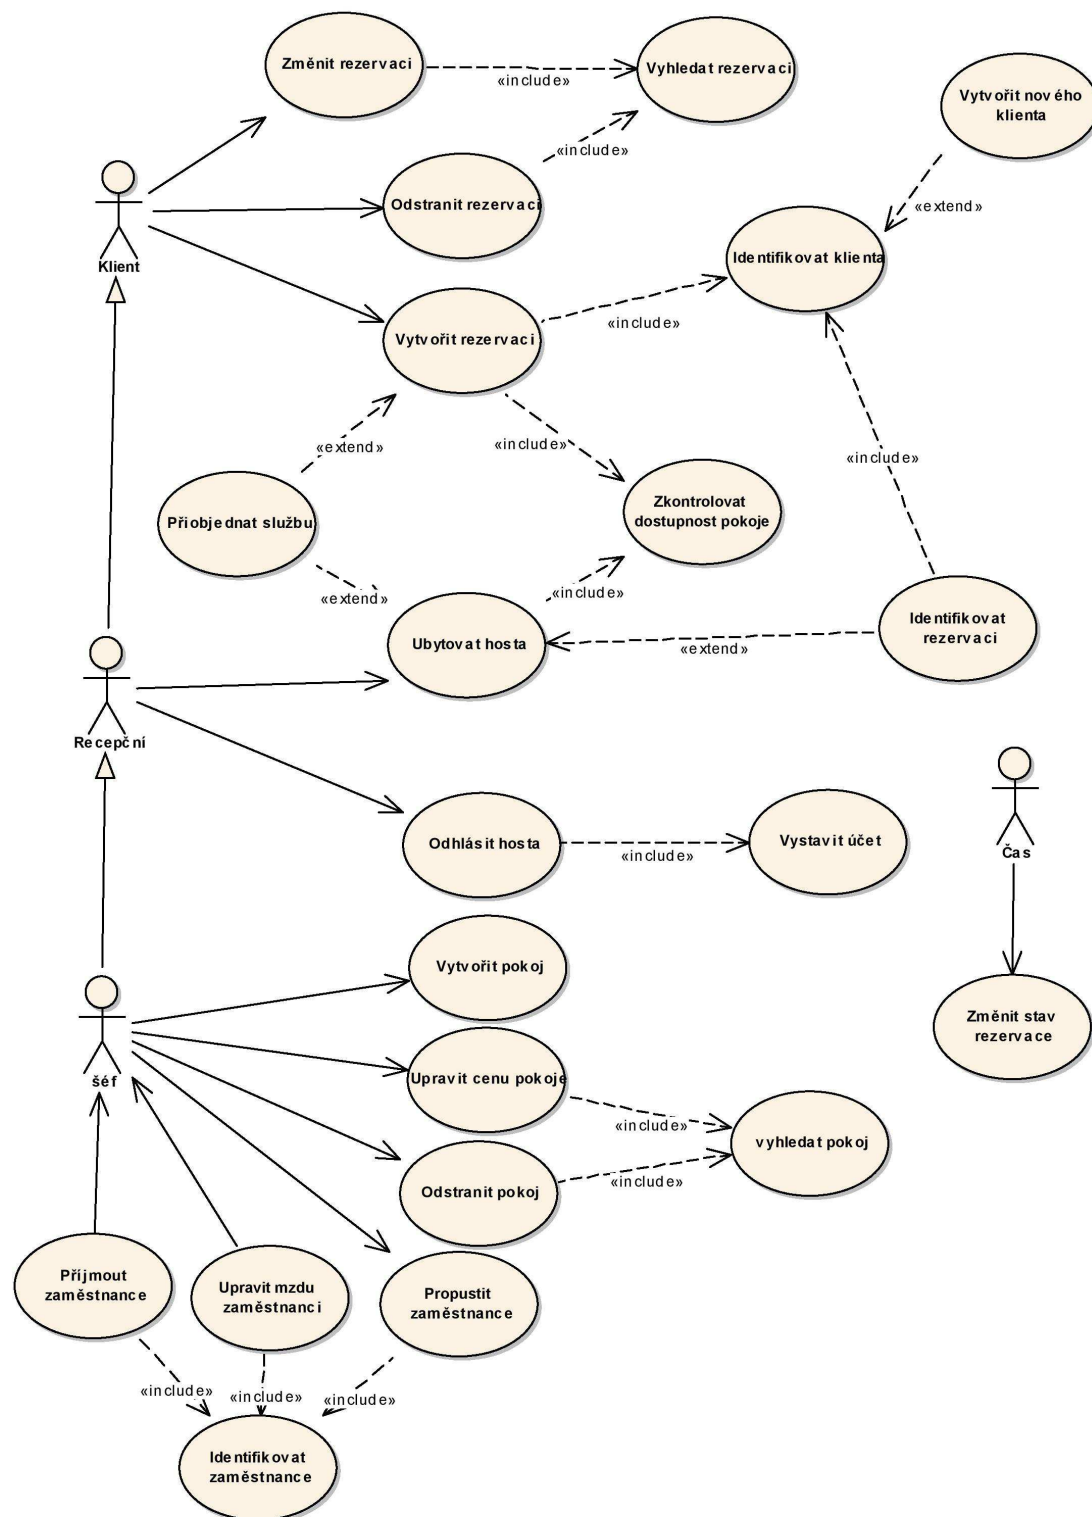 Změnit rezervaci
«include»
Vyhledat rezervaci
Vytvořit nového
klienta
«include»
Odstranit rezervaci
«extend»
Klient
Identifikovat klienta
«include»
Vytvořit rezervaci
«extend»
«include»
«include»
Přiobjednat službu
Zkontrolovat
dostupnost pokoje
«extend»
«include»
Ubytovat hosta
«extend»
Identifikovat
rezervaci
Recepční
Odhlásit hosta
«include»
Vystavit účet
Čas
Vytvořit pokoj
Změnit stav
rezervace
šéf
Upravit cenu pokoje
«include»
vyhledat pokoj
Odstranit pokoj
«include»
Příjmout
zaměstnance
Upravit mzdu
zaměstnanci
Propustit
zaměstnance
«include»
«include»
«include»
Identifikovat
zaměstnance